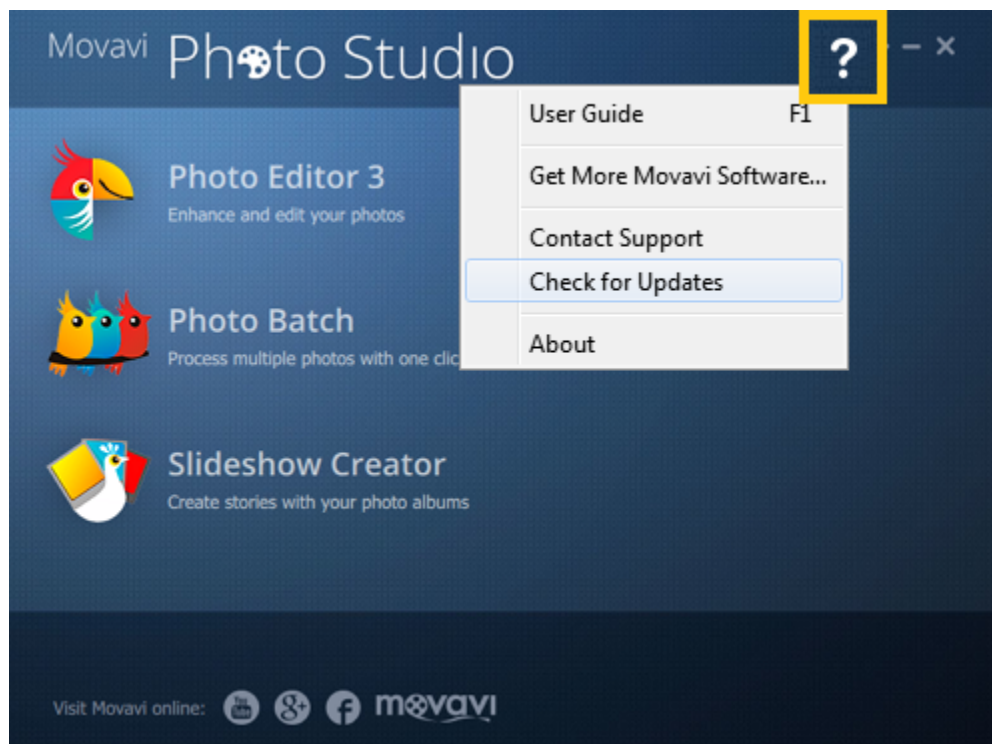 Movavi Photo Studio
?
User Guide F1
Get More Movavi Software...
Contact Support
Check for Updates
About
Photo Editor 3
Enhance and edit your photos
Photo Batch
Process multiple photos with one clic
Slideshow Creator
Create stories with your photo albums
Visit Movavi online: You Tube g+ f movavi